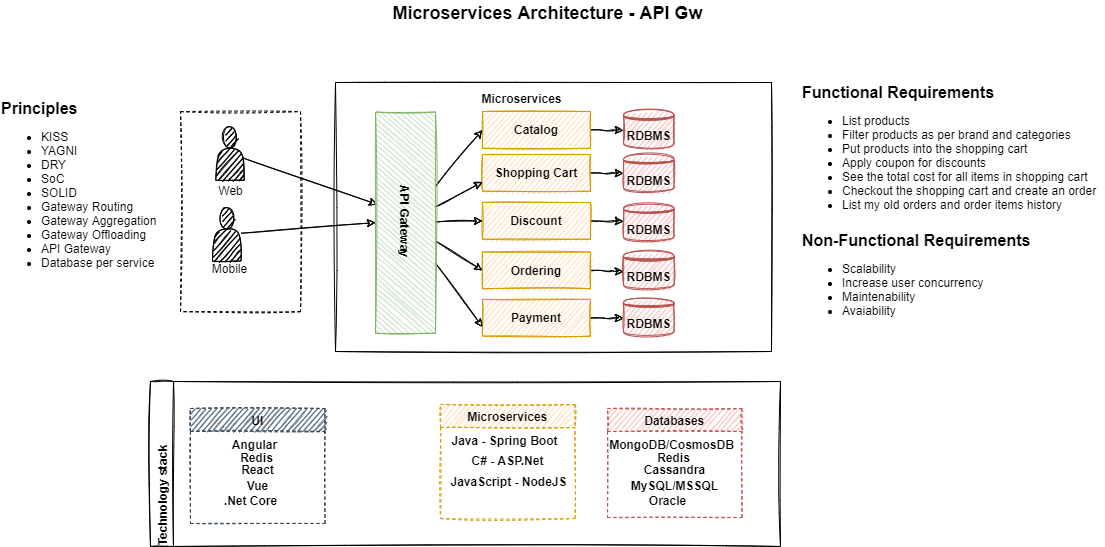 Microservices Architecture - API Gw
Principles
KISS
YAGNI
DRY
SoC
SOLID
Gateway Routing
Gateway Aggregation
Gateway Offloading
API Gateway
Database per service
Web
Mobile
API Gateway
Microservices
Catalog
RDBMS
Shopping Cart
RDBMS
Discount
RDBMS
Ordering
RDBMS
Payment
RDBMS
Functional Requirements
List products
Filter products as per brand and categories
Put products into the shopping cart
Apply coupon for discounts
See the total cost for all items in shopping cart
Checkout the shopping cart and create an order
List my old orders and order items history
Non-Functional Requirements
Scalability
Increase user concurrency
Maintenability
Avaiability
Technology stack
UI
Angular
Redis
React
Vue
.Net Core
Microservices
Java - Spring Boot
C# - ASP.Net
JavaScript - NodeJS
Databases
MongoDB/CosmosDB
Redis
Cassandra
MySQL/MSSQL
Oracle